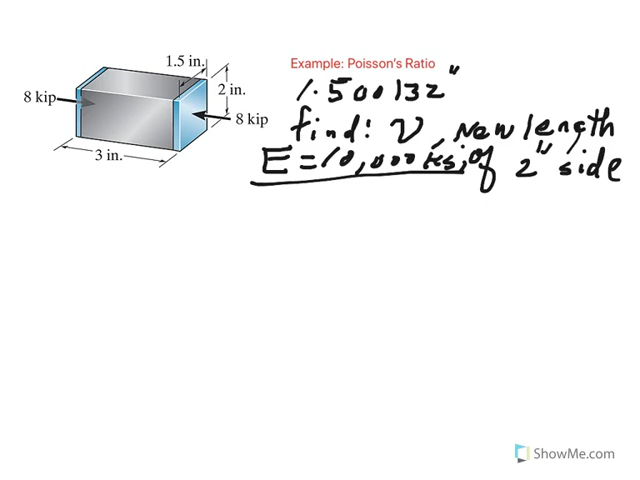 1.5 in.
2 in.
8 kip
8 kip
3 in.
Example: Poisson's Ratio
1.500132"
find: ν, New length
E = 10,000 ksi, of 2" side
ShowMe.com